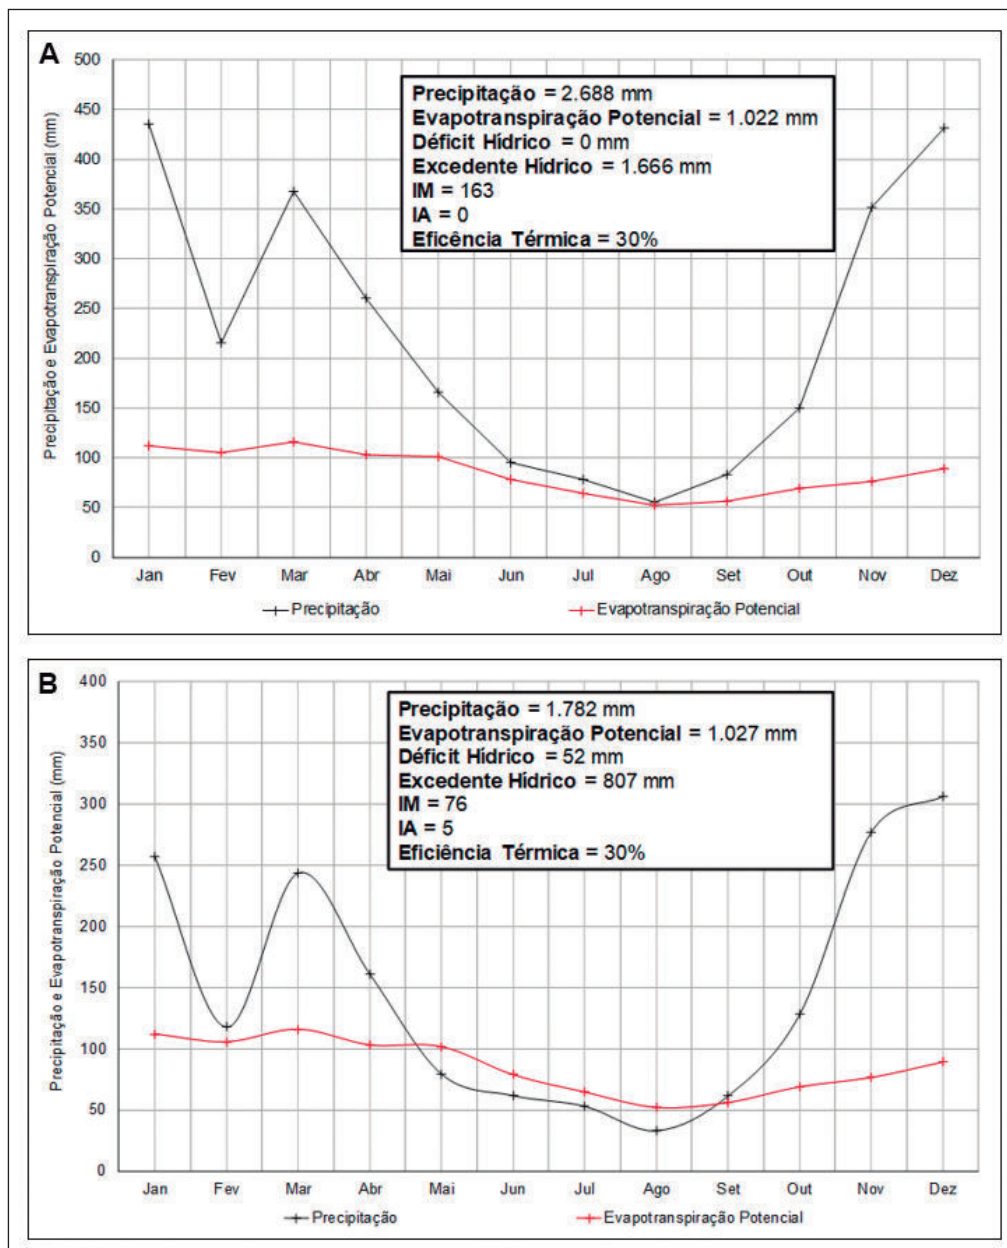 A
Precipitação e Evapotranspiração Potencial (mm)
500
450
400
350
300
250
200
150
100
50
0
Precipitação = 2.688 mm
Evapotranspiração Potencial = 1.022 mm
Déficit Hídrico = 0 mm
Excedente Hídrico = 1.666 mm
IM = 163
IA = 0
Eficência Térmica = 30%
Jan Fev Mar Abr Mai Jun Jul Ago Set Out Nov Dez
Precipitação Evapotranspiração Potencial
B
Precipitação e Evapotranspiração Potencial (mm)
400
350
300
250
200
150
100
50
0
Precipitação = 1.782 mm
Evapotranspiração Potencial = 1.027 mm
Déficit Hídrico = 52 mm
Excedente Hídrico = 807 mm
IM = 76
IA = 5
Eficiência Térmica = 30%
Jan Fev Mar Abr Mai Jun Jul Ago Set Out Nov Dez
Precipitação Evapotranspiração Potencial